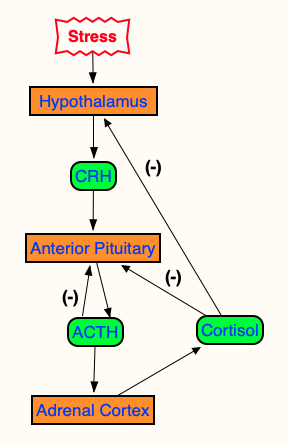 Stress
Hypothalamus
(-)
CRH
Anterior Pituitary
(-)
(-)
ACTH
Cortisol
Adrenal Cortex